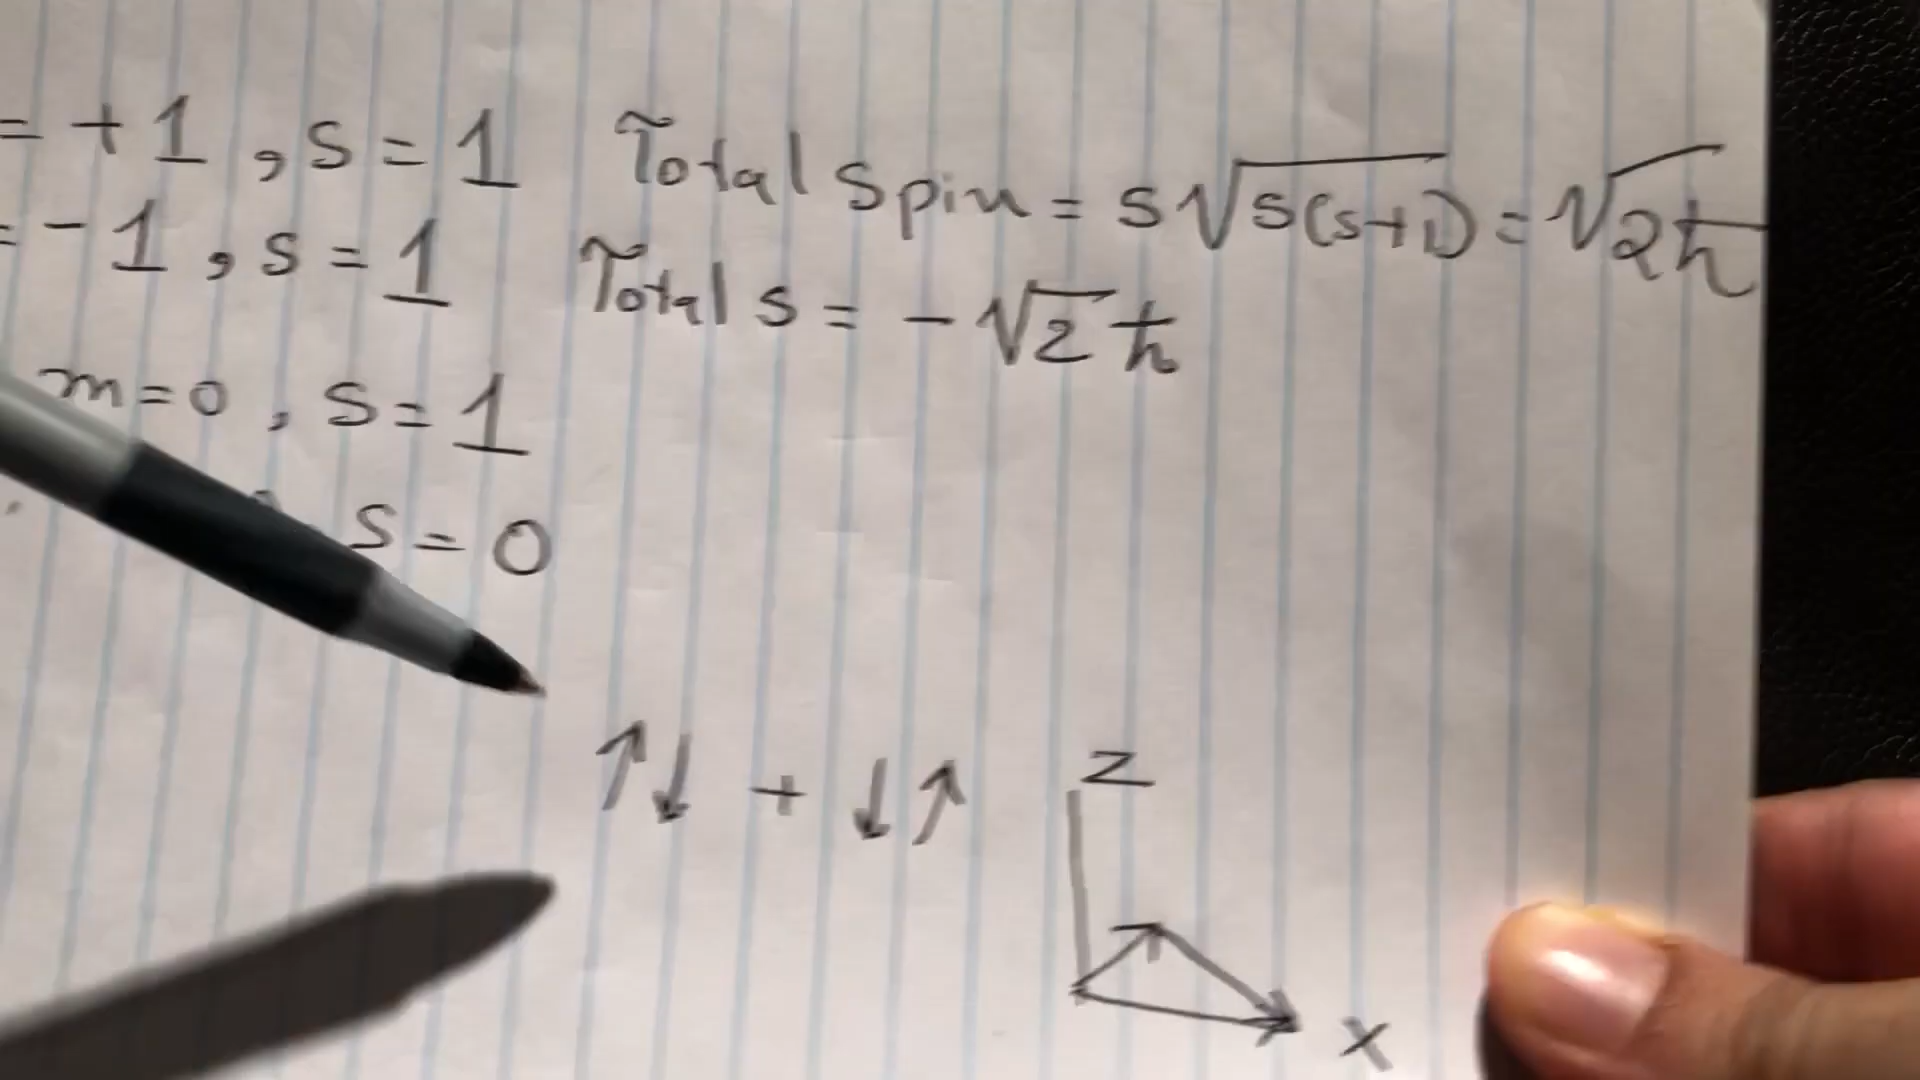 = +1 , s = 1 Total Spin = s√s(s+1) = √2ħ
= -1 , s = 1 Total s = -√2 ħ
m = 0 , s = 1
s = 0
↑↓ + ↓↑
z
x